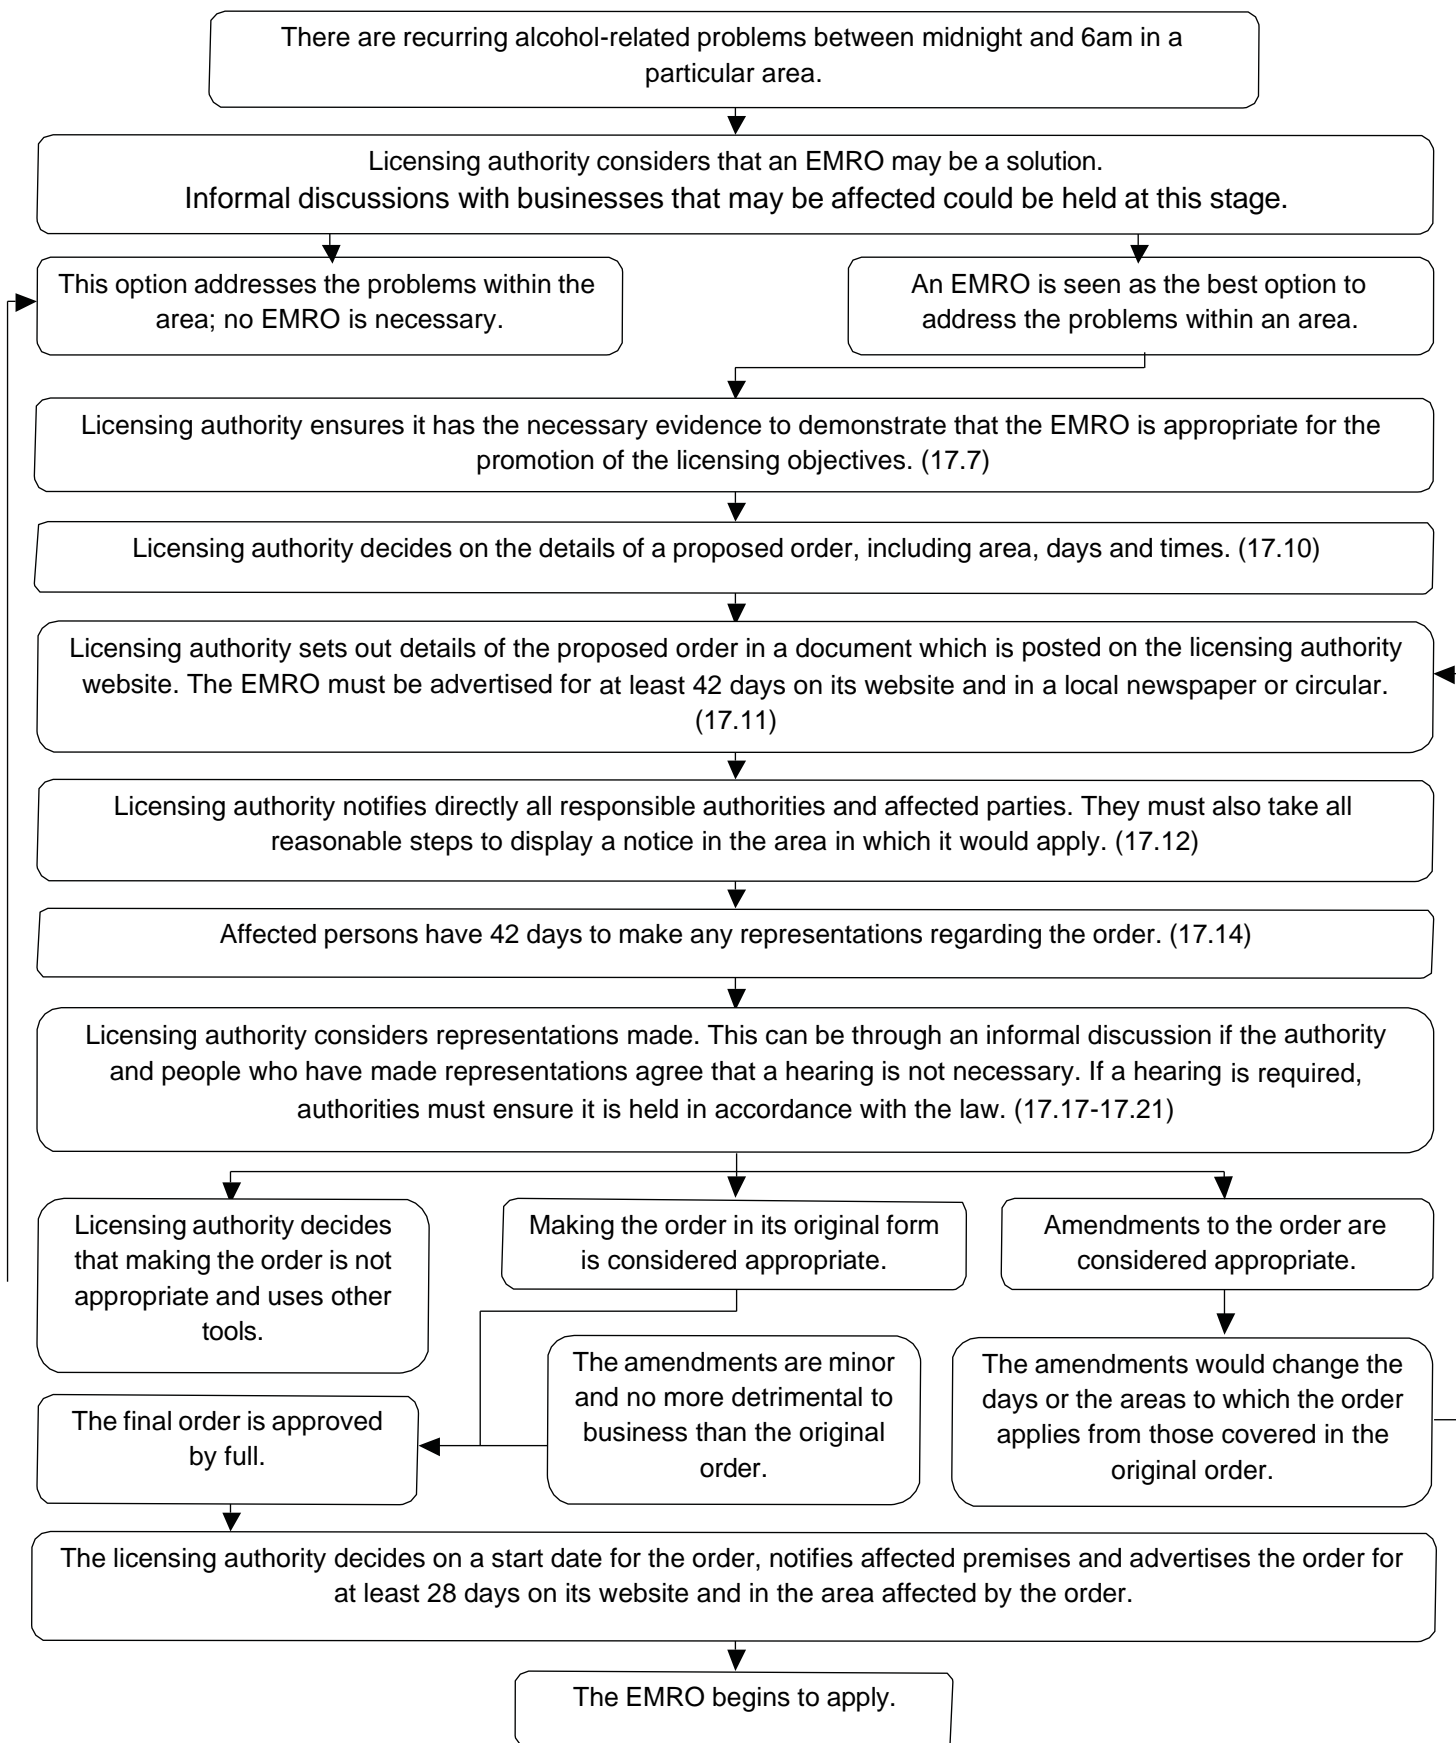 There are recurring alcohol-related problems between midnight and 6am in a
particular area.
Licensing authority considers that an EMRO may be a solution.
Informal discussions with businesses that may be affected could be held at this stage.
This option addresses the problems within the
area; no EMRO is necessary.
An EMRO is seen as the best option to
address the problems within an area.
Licensing authority ensures it has the necessary evidence to demonstrate that the EMRO is appropriate for the
promotion of the licensing objectives. (17.7)
Licensing authority decides on the details of a proposed order, including area, days and times. (17.10)
Licensing authority sets out details of the proposed order in a document which is posted on the licensing authority
website. The EMRO must be advertised for at least 42 days on its website and in a local newspaper or circular.
(17.11)
Licensing authority notifies directly all responsible authorities and affected parties. They must also take all
reasonable steps to display a notice in the area in which it would apply. (17.12)
Affected persons have 42 days to make any representations regarding the order. (17.14)
Licensing authority considers representations made. This can be through an informal discussion if the authority
and people who have made representations agree that a hearing is not necessary. If a hearing is required,
authorities must ensure it is held in accordance with the law. (17.17-17.21)
Licensing authority decides
that making the order is not
appropriate and uses other
tools.
Making the order in its original form
is considered appropriate.
Amendments to the order are
considered appropriate.
The amendments are minor
and no more detrimental to
business than the original
order.
The amendments would change the
days or the areas to which the order
applies from those covered in the
original order.
The final order is approved
by full.
The licensing authority decides on a start date for the order, notifies affected premises and advertises the order for
at least 28 days on its website and in the area affected by the order.
The EMRO begins to apply.